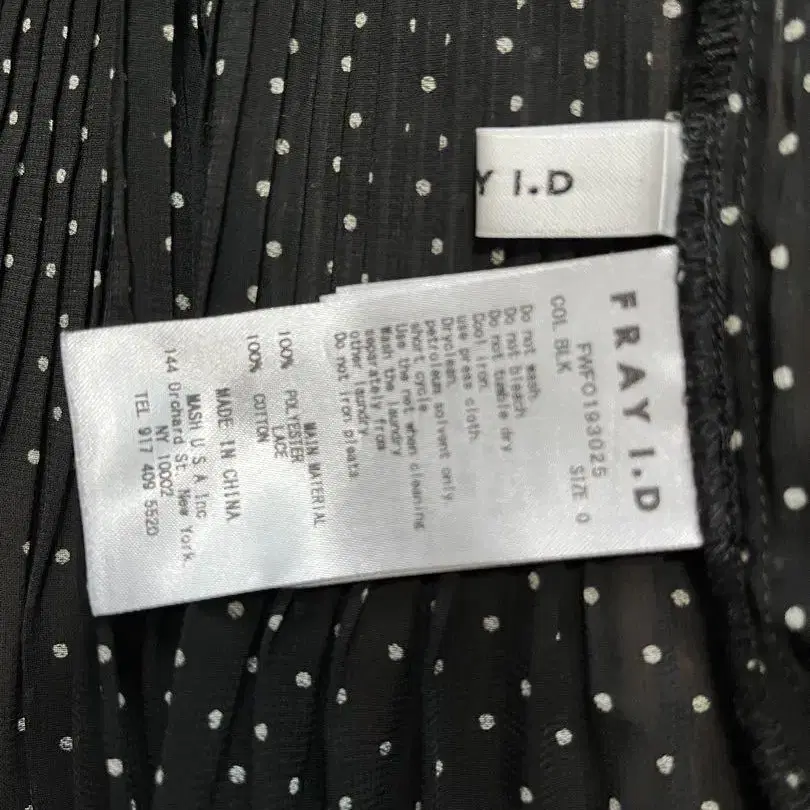 Y I.D
FRAY I.D
FWFO193026
COL BLK SIZE 0
Do not wash
Do not bleach
Do not tumble dry
Cool iron.
use press cloth.
Dryclean.
petroleum solvent only.
short cycle
Use the net when cleaning
Wash the laundry
separately from
other laundry
Do not iron pleats
MAIN MATERIAL
100% POLYESTER
LACE
100% COTTON
MADE IN CHINA
MASH U S A Inc
144 Orchard St. New York,
NY 10002
TEL 917 409 5520